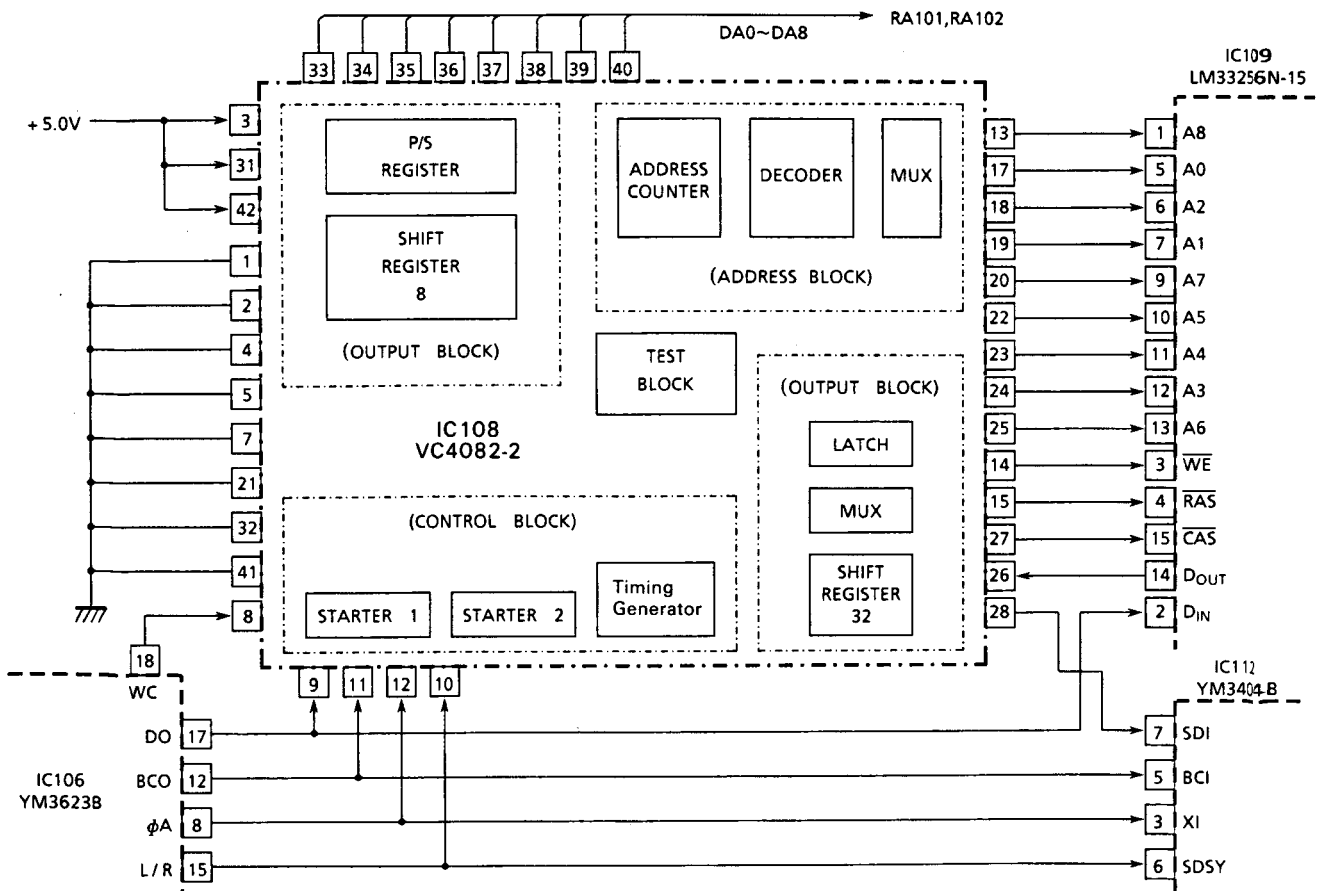 RA101,RA102
DA0~DA8
33 34 35 36 37 38 39 40
IC109
LM33256N-15
+5.0V
3
31
42
1
2
4
5
7
21
32
41
8
P/S
REGISTER
SHIFT
REGISTER
8
(OUTPUT BLOCK)
ADDRESS
COUNTER
DECODER
MUX
(ADDRESS BLOCK)
TEST
BLOCK
IC108
VC4082-2
(OUTPUT BLOCK)
LATCH
MUX
SHIFT
REGISTER
32
(CONTROL BLOCK)
STARTER 1
STARTER 2
Timing
Generator
13 1 A8
17 5 A0
18 6 A2
19 7 A1
20 9 A7
22 10 A5
23 11 A4
24 12 A3
25 13 A6
14 3 W̅E̅
15 4 R̅A̅S̅
27 15 C̅A̅S̅
26 14 DOUT
28 2 DIN
18
WC
9 11 12 10
IC112
YM3404-B
IC106
YM3623B
DO 17 7 SDI
BCO 12 5 BCI
φA 8 3 XI
L/R 15 6 SDSY